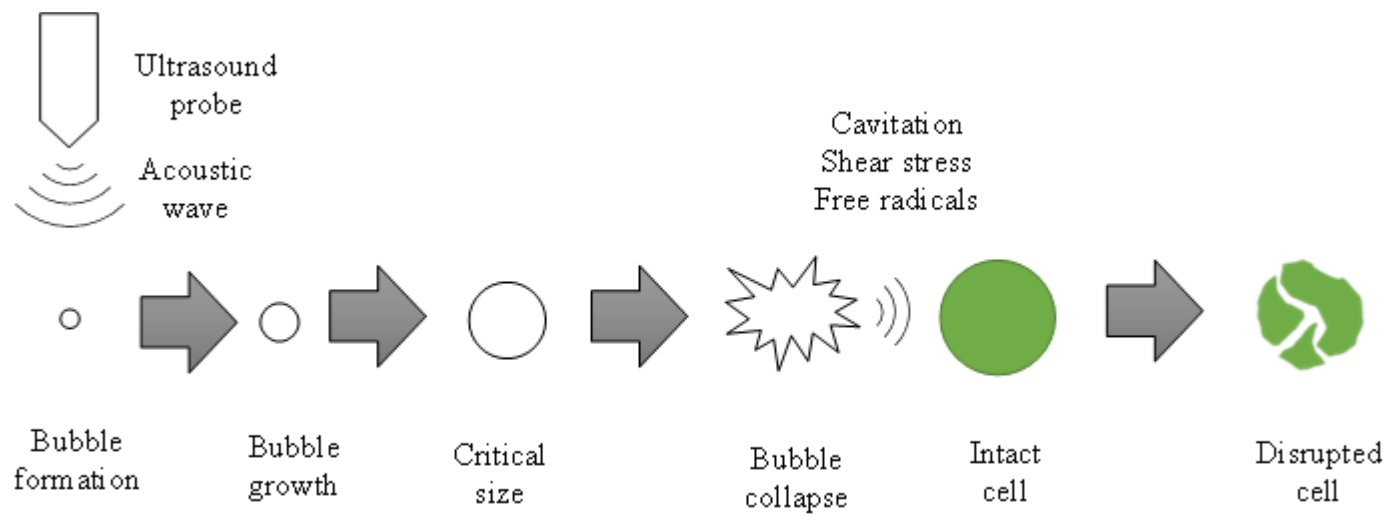 Ultrasound
probe
Acoustic
wave
Cavitation
Shear stress
Free radicals
Bubble
formation
Bubble
growth
Critical
size
Bubble
collapse
Intact
cell
Disrupted
cell